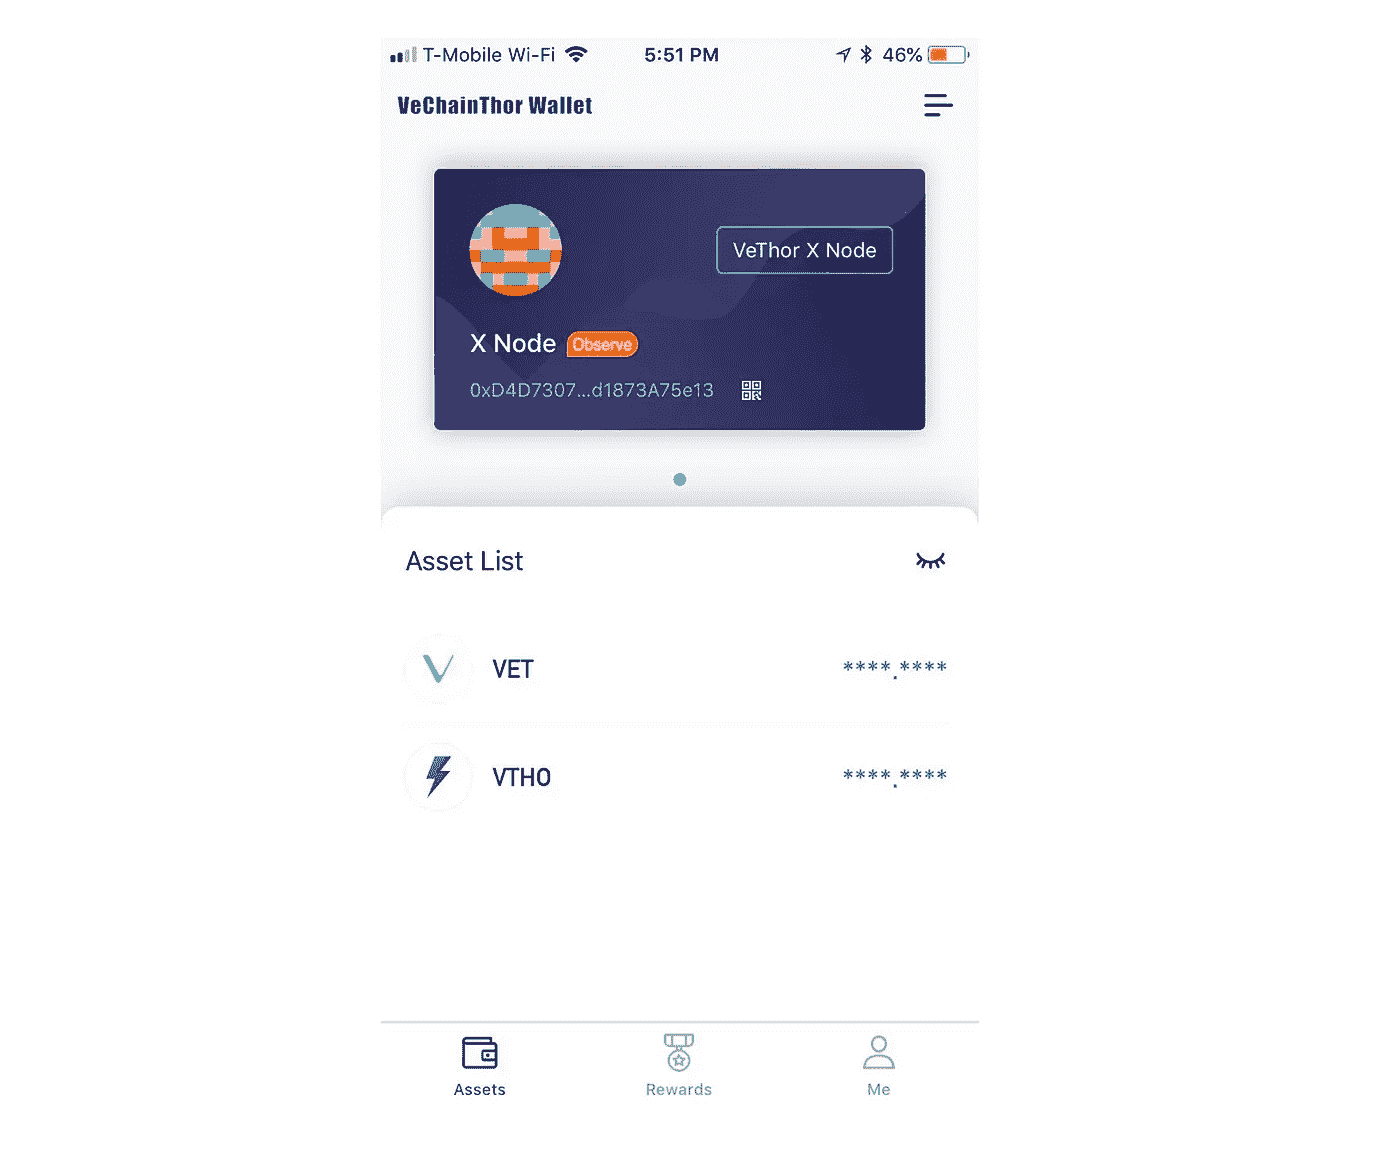 T-Mobile Wi-Fi 5:51 PM 46%
VeChainThor Wallet
VeThor X Node
X Node Observe
0xD4D7307...d1873A75e13
Asset List
VET ****.****
VTHO ****.****
Assets Rewards Me